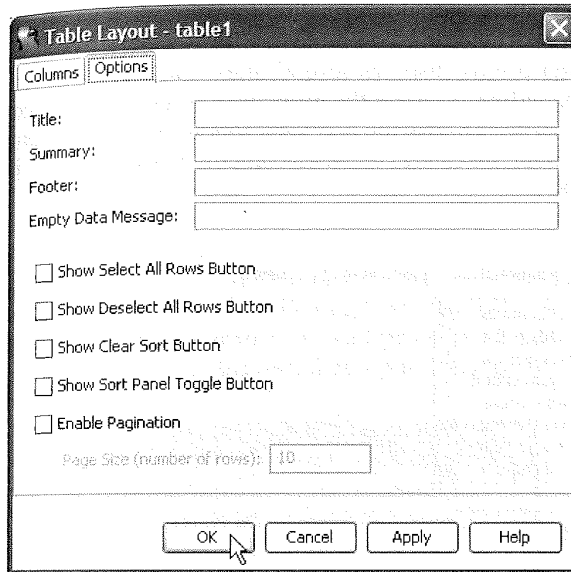 Table Layout - table1
Columns Options
Title:
Summary:
Footer:
Empty Data Message:
Show Select All Rows Button
Show Deselect All Rows Button
Show Clear Sort Button
Show Sort Panel Toggle Button
Enable Pagination
Page Size (number of rows): 10
OK Cancel Apply Help